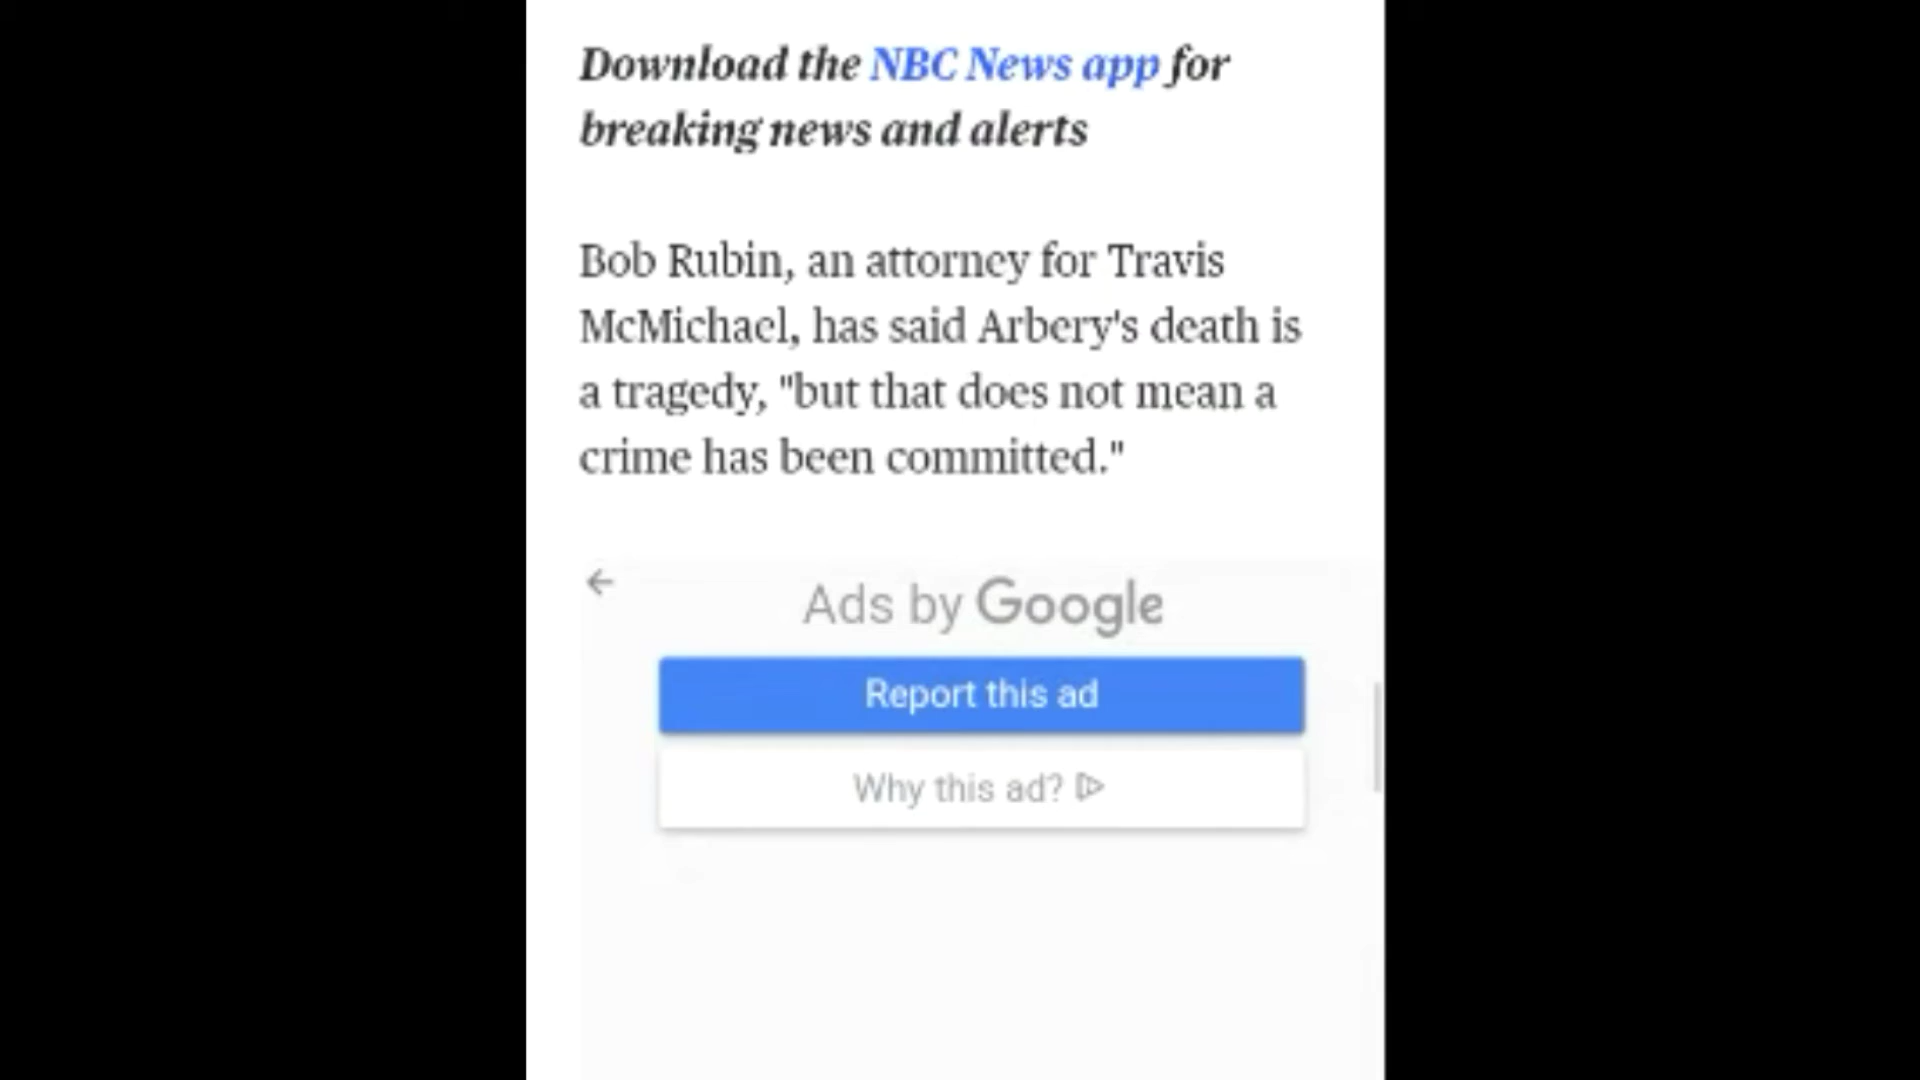 Download the NBC News app for
breaking news and alerts
Bob Rubin, an attorney for Travis
McMichael, has said Arbery's death is
a tragedy, "but that does not mean a
crime has been committed."
Ads by Google
Report this ad
Why this ad?